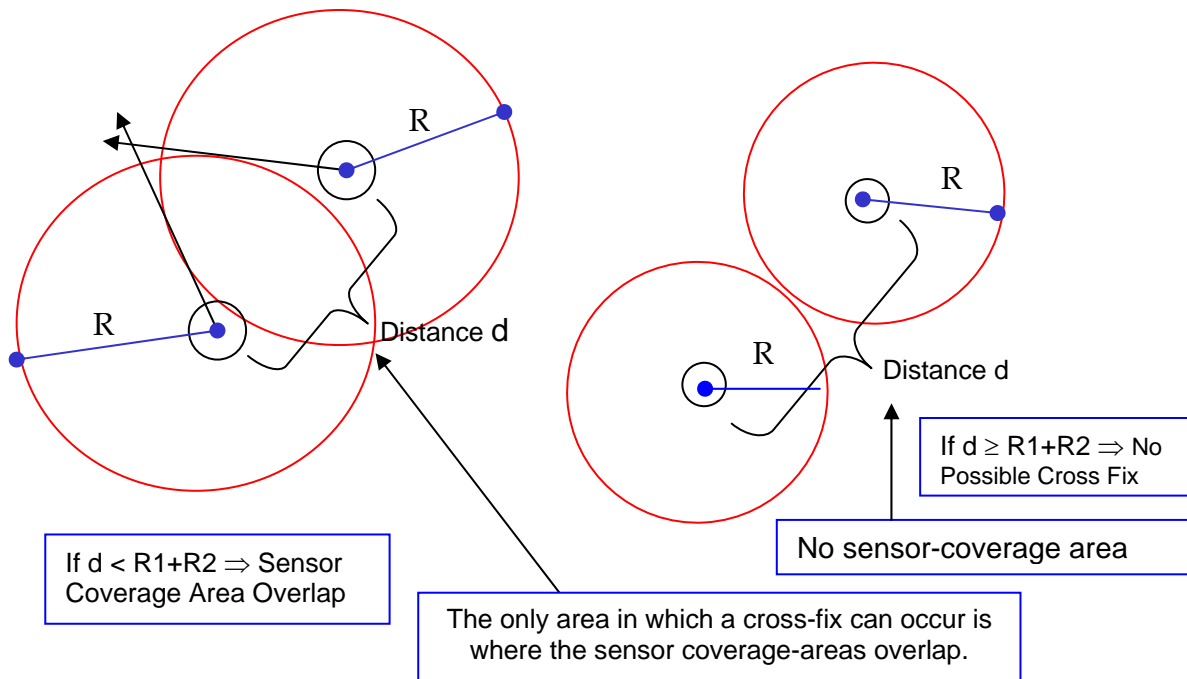 R
R
R
Distance d
R
Distance d
If d ≥ R1+R2 ⇒ No
Possible Cross Fix
No sensor-coverage area
If d < R1+R2 ⇒ Sensor
Coverage Area Overlap
The only area in which a cross-fix can occur is
where the sensor coverage-areas overlap.